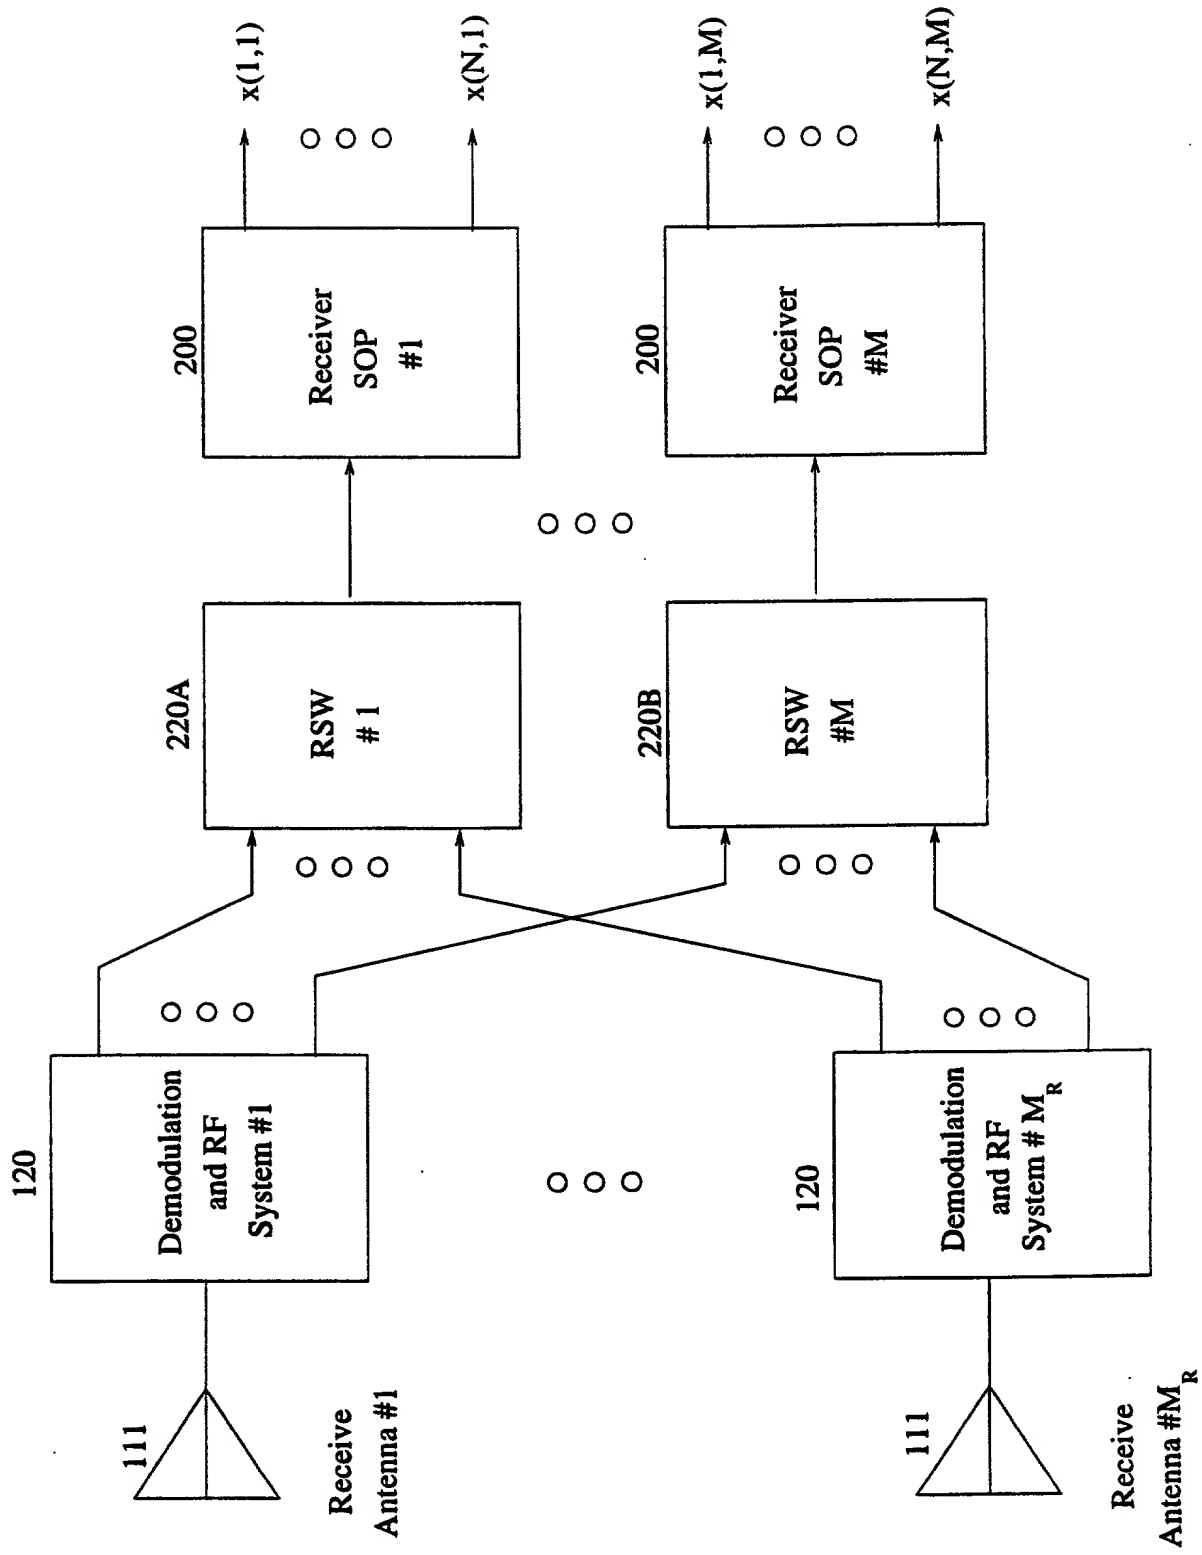 111
Receive
Antenna #1
120
Demodulation
and RF
System #1
220A
RSW
# 1
200
Receiver
SOP
#1
x(1,1)
x(N,1)
111
Receive
Antenna #M_R
120
Demodulation
and RF
System # M_R
220B
RSW
#M
200
Receiver
SOP
#M
x(1,M)
x(N,M)